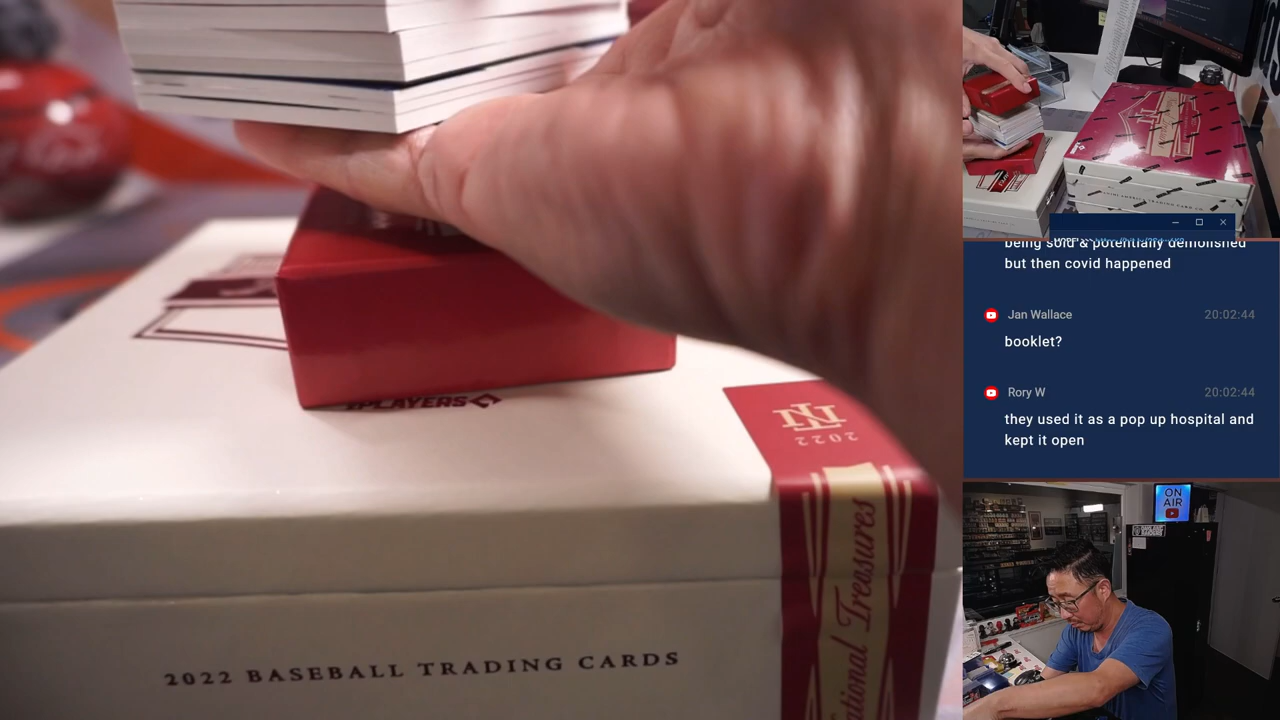 PLAYERS
NT
2022
National Treasures
2022 BASEBALL TRADING CARDS
being sold & potentially demolished
but then covid happened
Jan Wallace 20:02:44
booklet?
Rory W 20:02:44
they used it as a pop up hospital and
kept it open
ON
AIR